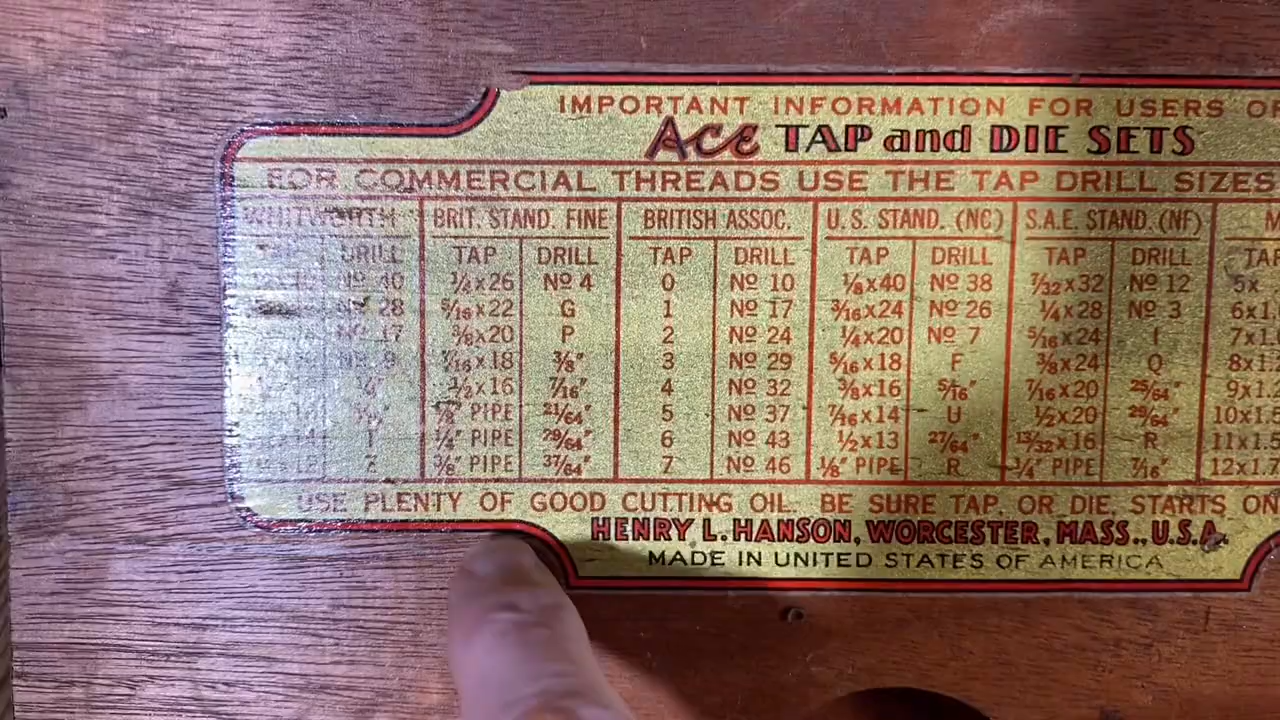 IMPORTANT INFORMATION FOR USERS
Ace TAP and DIE SETS
FOR COMMERCIAL THREADS USE THE TAP DRILL SIZES
WHITWORTH BRIT. STAND. FINE BRITISH ASSOC. U.S. STAND. (NC) S.A.E. STAND. (NF)
DRILL TAP DRILL TAP DRILL TAP DRILL TAP DRILL TAP
Nº 40 1/4x26 Nº 4 0 Nº 10 1/8x40 Nº 38 7/32x32 Nº 12 5x
Nº 28 5/16x22 G 1 Nº 17 3/16x24 Nº 26 1/4x28 Nº 3 6x1.
Nº 17 3/8x20 P 2 Nº 24 1/4x20 Nº 7 5/16x24 I 7x1.
7/16x18 3/8" 3 Nº 29 5/16x18 F 3/8x24 Q 8x1.
1/2x16 7/16" 4 Nº 32 3/8x16 5/16" 7/16x20 25/64" 9x1.
1/8" PIPE 21/64" 5 Nº 37 7/16x14 U 1/2x20 29/64" 10x1.5
1/4" PIPE 29/64" 6 Nº 43 1/2x13 27/64" 13/32x16 R 11x1.5
3/8" PIPE 37/64" 7 Nº 46 1/8" PIPE R 1/4" PIPE 7/16" 12x1.7
USE PLENTY OF GOOD CUTTING OIL. BE SURE TAP, OR DIE, STARTS ON
HENRY L. HANSON, WORCESTER, MASS., U.S.A.
MADE IN UNITED STATES OF AMERICA